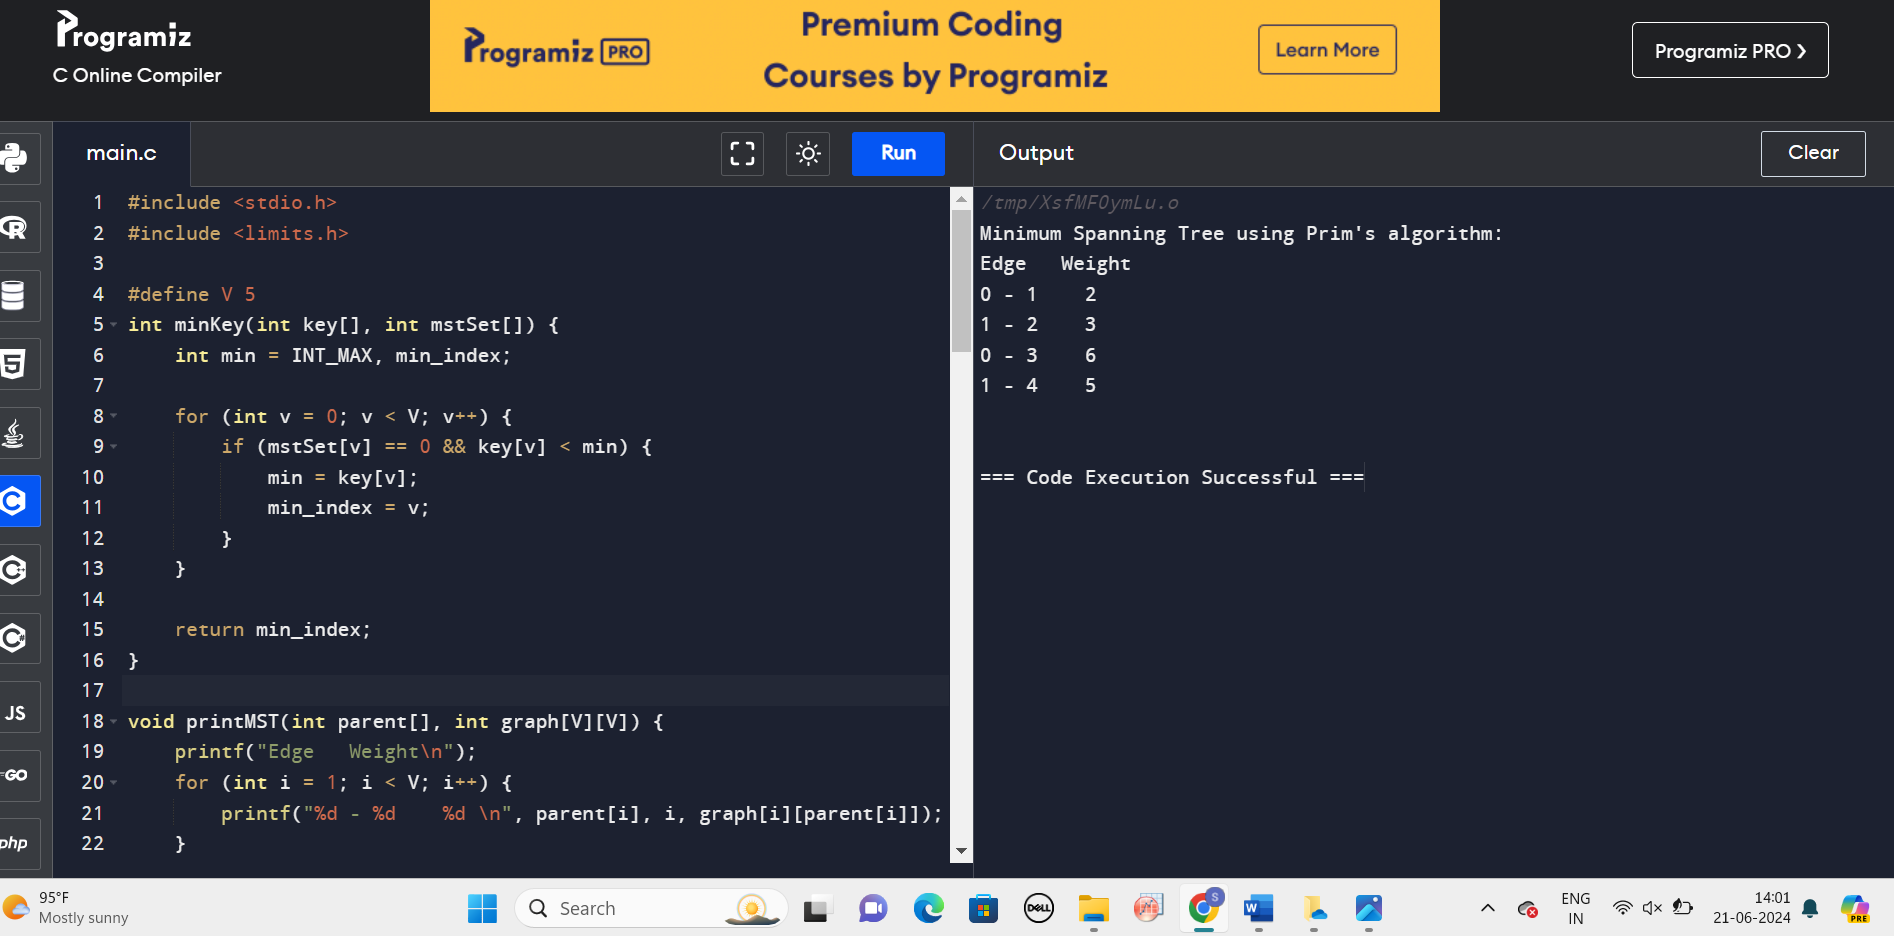 Programiz
C Online Compiler
Programiz PRO
Premium Coding
Courses by Programiz
Learn More
Programiz PRO ❯
main.c
Run
Output
Clear
1 #include <stdio.h>
2 #include <limits.h>
3
4 #define V 5
5 int minKey(int key[], int mstSet[]) {
6     int min = INT_MAX, min_index;
7
8     for (int v = 0; v < V; v++) {
9         if (mstSet[v] == 0 && key[v] < min) {
10             min = key[v];
11             min_index = v;
12         }
13     }
14
15     return min_index;
16 }
17
18 void printMST(int parent[], int graph[V][V]) {
19     printf("Edge   Weight\n");
20     for (int i = 1; i < V; i++) {
21         printf("%d - %d    %d \n", parent[i], i, graph[i][parent[i]]);
22     }
/tmp/XsfMFOymLu.o
Minimum Spanning Tree using Prim's algorithm:
Edge   Weight
0 - 1    2
1 - 2    3
0 - 3    6
1 - 4    5
=== Code Execution Successful ===
R
5
C
C++
C#
JS
GO
php
95°F
Mostly sunny
Search
DELL
S
W
ENG
IN
14:01
21-06-2024
PRE